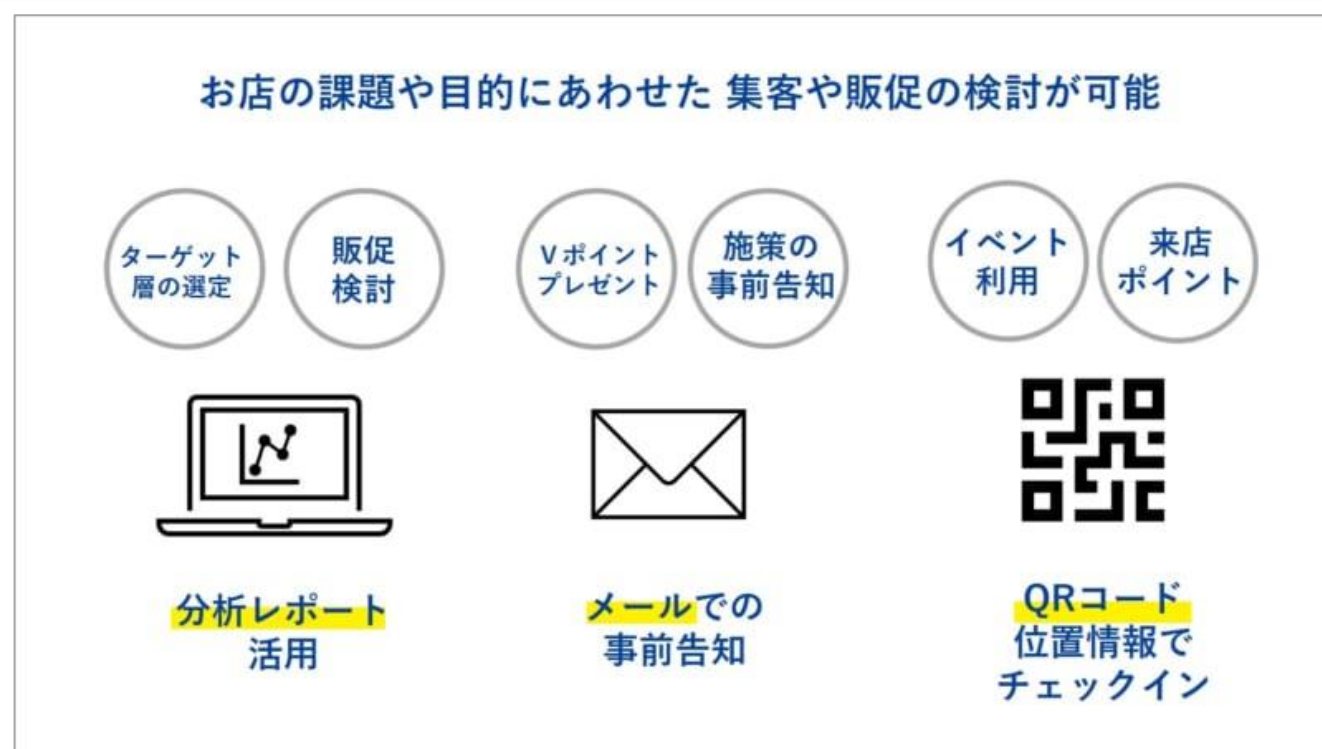 お店の課題や目的にあわせた 集客や販促の検討が可能
ターゲット
層の選定
販促
検討
Vポイント
プレゼント
施策の
事前告知
イベント
利用
来店
ポイント
分析レポート
活用
メールでの
事前告知
QRコード
位置情報で
チェックイン